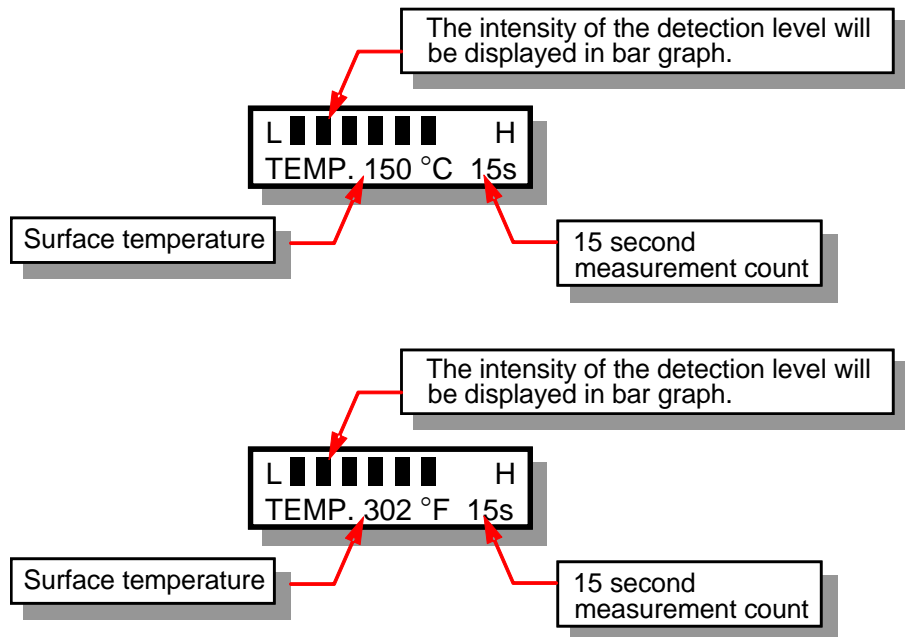 The intensity of the detection level will
be displayed in bar graph.
L H
TEMP. 150 °C 15s
Surface temperature
15 second
measurement count
The intensity of the detection level will
be displayed in bar graph.
L H
TEMP. 302 °F 15s
Surface temperature
15 second
measurement count